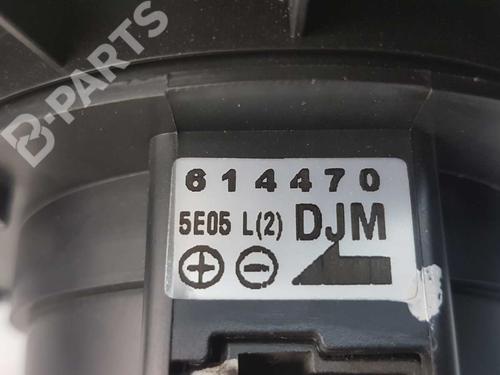 B-PARTS
614470
5E05 L(2) DJM
+ -